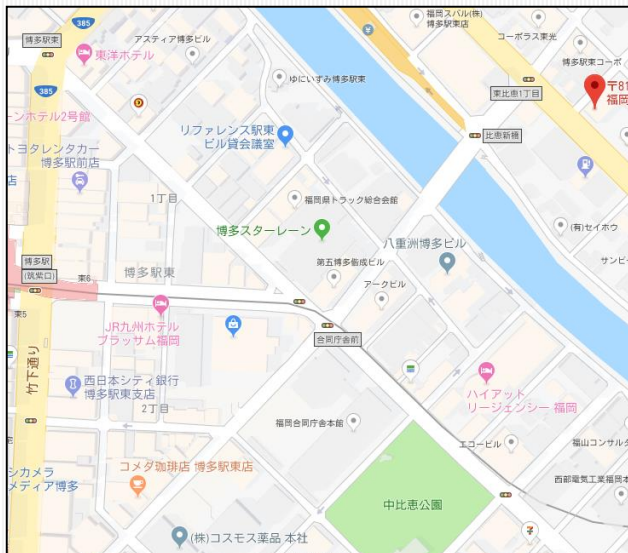 385
博多駅東
アスティア博多ビル
福岡スバル(株)
博多駅東店
コーポラス東光
東洋ホテル
ゆにいずみ博多駅東
博多駅東コーポ
385
東比恵1丁目
〒81
福岡
ーンホテル2号館
リファレンス駅東
ビル貸会議室
比恵新橋
トヨタレンタカー
博多駅前店
店
1丁目
福岡県トラック総合会館
(有)セイホウ
博多スターレーン
八重洲博多ビル
サンピ
博多駅
(筑紫口)
東6
博多駅東
第五博多偕成ビル
アークビル
東5
JR九州ホテル
ブラッサム福岡
合同庁舎前
竹下通り
西日本シティ銀行
博多駅東支店
ハイアット
リージェンシー 福岡
2丁目
福岡合同庁舎本館
エコービル
福山コンサルタ
シカメラ
メディア博多
コメダ珈琲店 博多駅東店
西部電気工業福岡本
中比恵公園
(株)コスモス薬品 本社